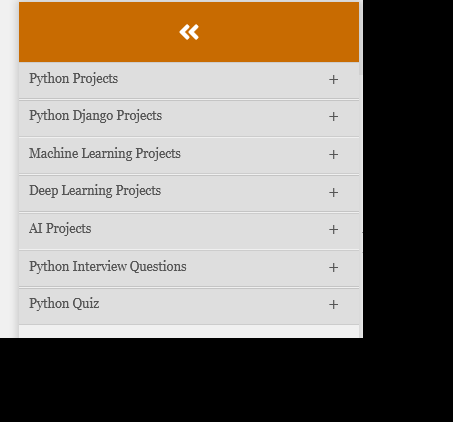 Python Projects +
Python Django Projects +
Machine Learning Projects +
Deep Learning Projects +
AI Projects +
Python Interview Questions +
Python Quiz +